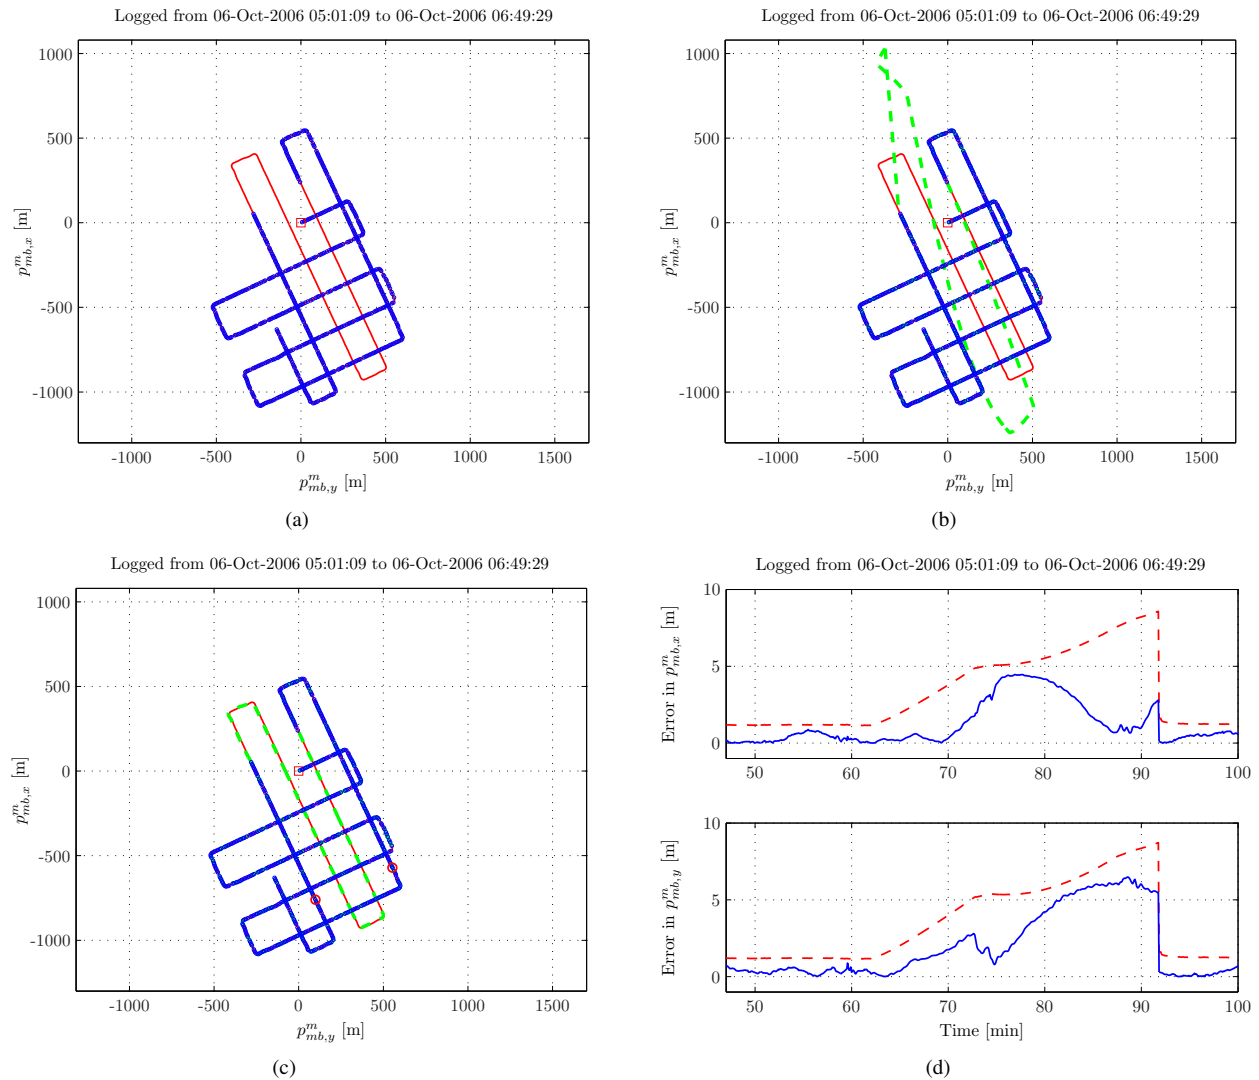 Logged from 06-Oct-2006 05:01:09 to 06-Oct-2006 06:49:29
1000
500
0
-500
-1000
p^m_{mb,x} [m]
-1000 -500 0 500 1000 1500
p^m_{mb,y} [m]
(a)
Logged from 06-Oct-2006 05:01:09 to 06-Oct-2006 06:49:29
1000
500
0
-500
-1000
p^m_{mb,x} [m]
-1000 -500 0 500 1000 1500
p^m_{mb,y} [m]
(b)
Logged from 06-Oct-2006 05:01:09 to 06-Oct-2006 06:49:29
1000
500
0
-500
-1000
p^m_{mb,x} [m]
-1000 -500 0 500 1000 1500
p^m_{mb,y} [m]
(c)
Logged from 06-Oct-2006 05:01:09 to 06-Oct-2006 06:49:29
10
5
0
Error in p^m_{mb,x} [m]
50 60 70 80 90 100
10
5
0
Error in p^m_{mb,y} [m]
50 60 70 80 90 100
Time [min]
(d)